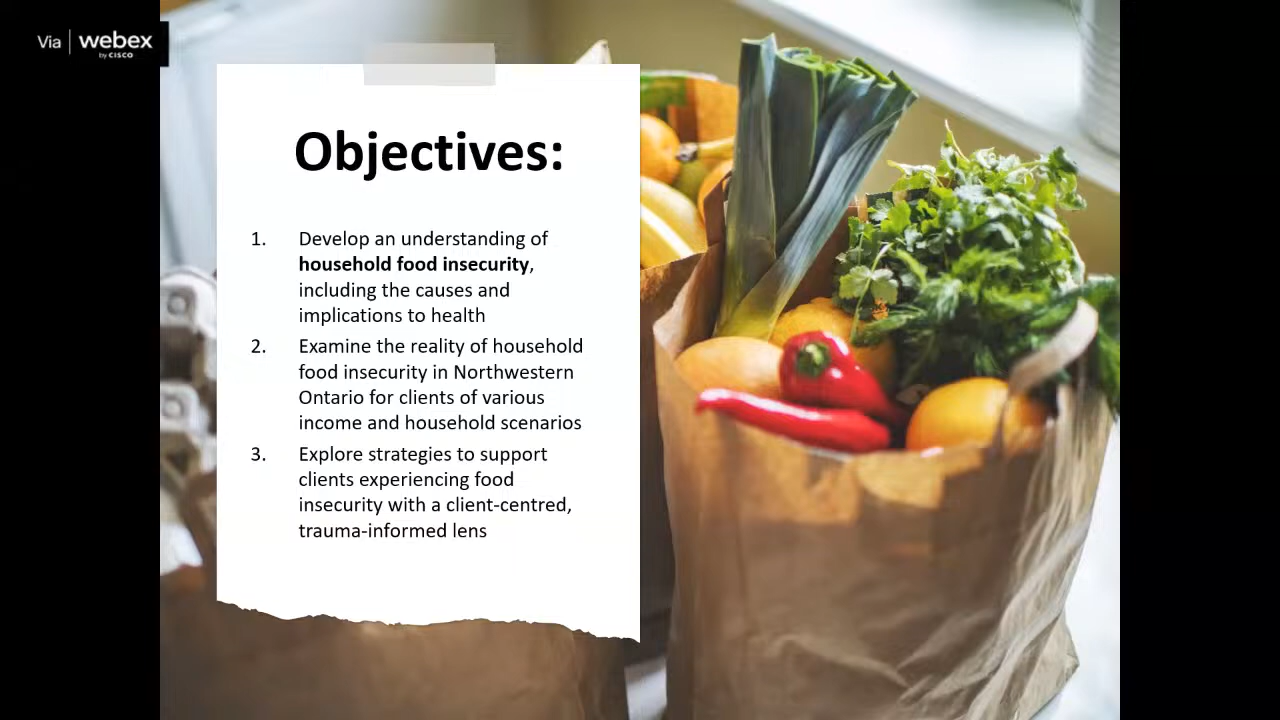 Via webex
by CISCO
Objectives:
1. Develop an understanding of
household food insecurity,
including the causes and
implications to health
2. Examine the reality of household
food insecurity in Northwestern
Ontario for clients of various
income and household scenarios
3. Explore strategies to support
clients experiencing food
insecurity with a client-centred,
trauma-informed lens